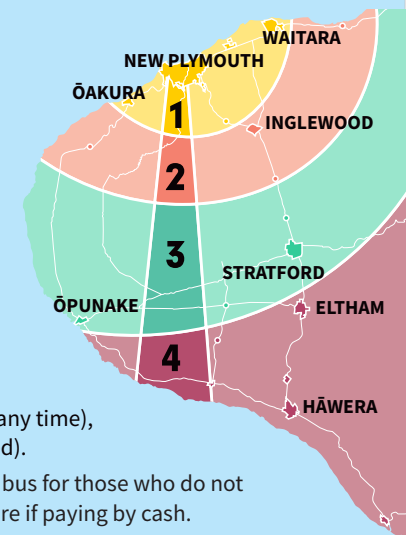 WAITARA
NEW PLYMOUTH
ŌAKURA
1
INGLEWOOD
2
3
STRATFORD
ŌPUNAKE
ELTHAM
4
HĀWERA
any time),
d).
bus for those who do not
re if paying by cash.